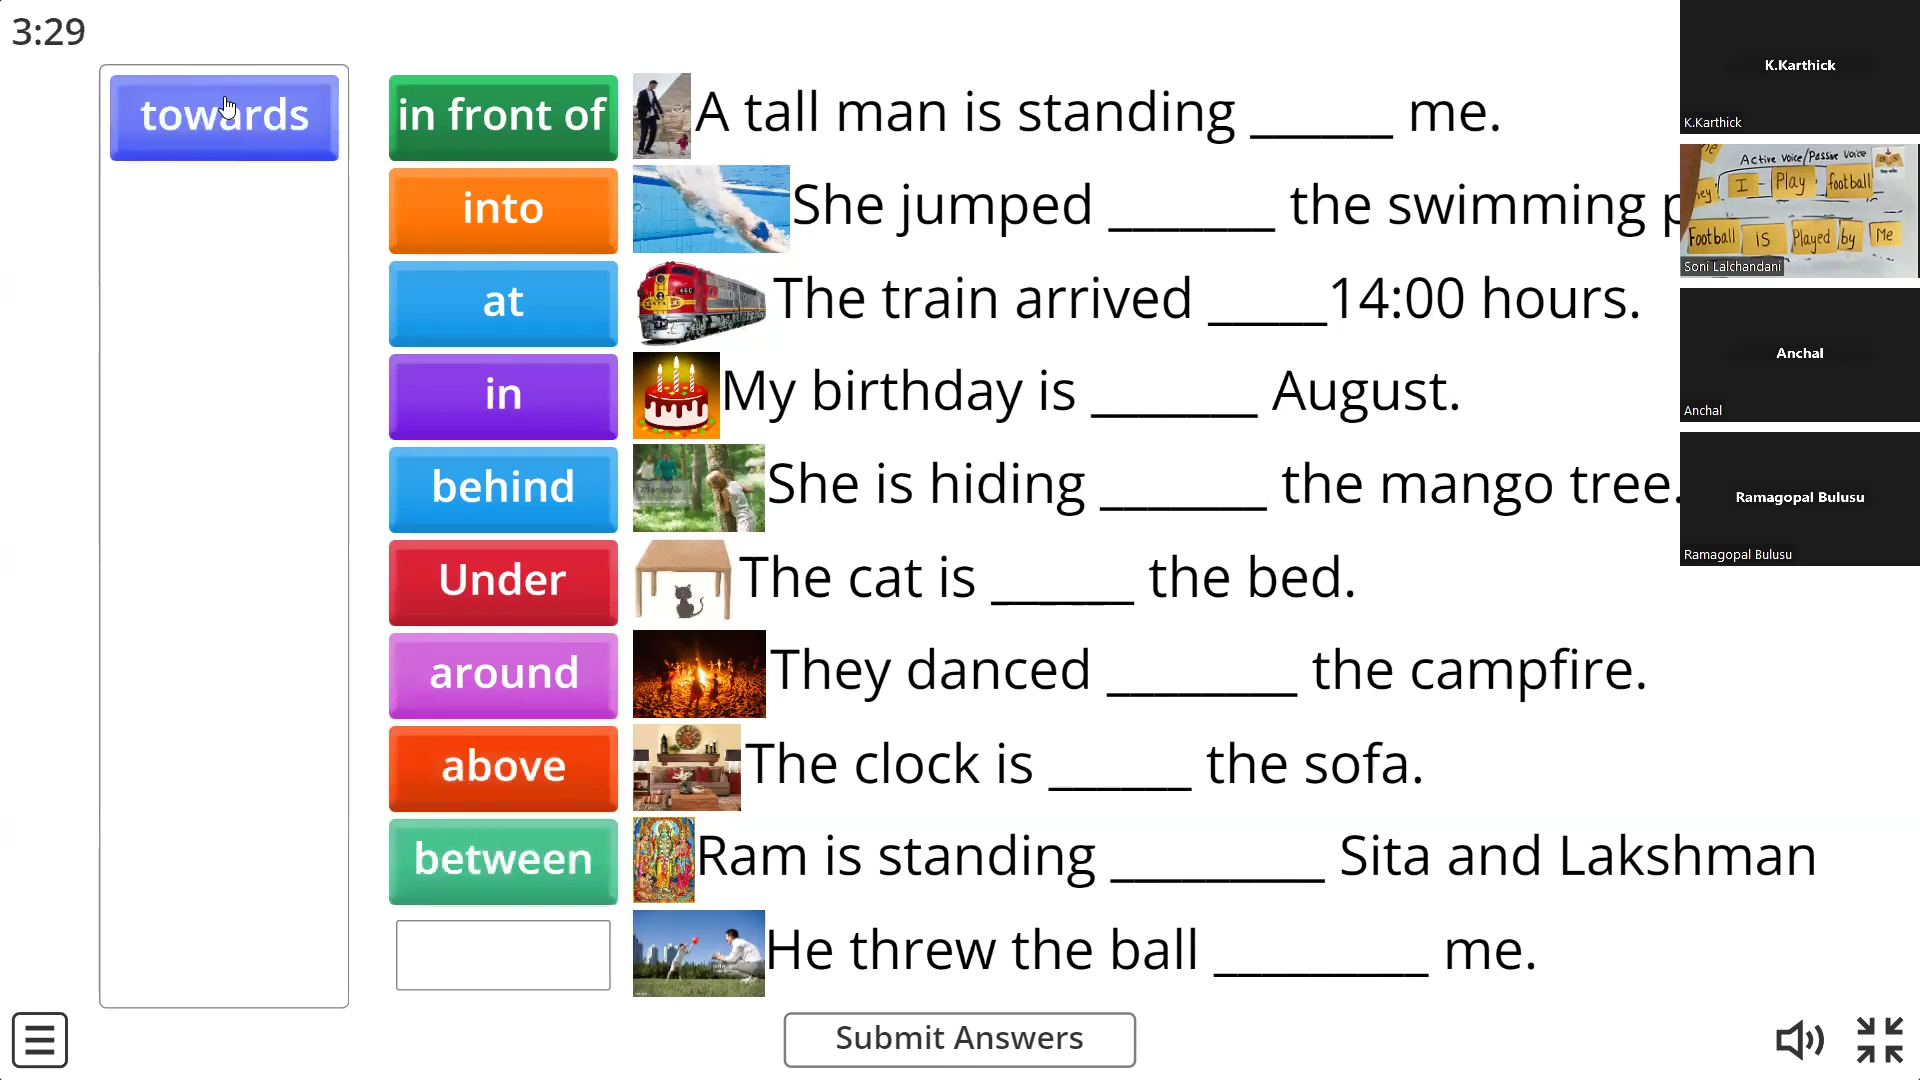 3:29
towards
in front of
A tall man is standing ______ me.
into
She jumped _______ the swimming
at
The train arrived _____14:00 hours.
in
My birthday is _______ August.
behind
She is hiding _______ the mango tree.
Under
The cat is ______ the bed.
around
They danced ________ the campfire.
above
The clock is ______ the sofa.
between
Ram is standing _________ Sita and Lakshman
He threw the ball _________ me.
Submit Answers
K.Karthick
K.Karthick
Active Voice/Passive Voice
I Play football
Football is Played by Me
Soni Lalchandani
Anchal
Anchal
Ramagopal Bulusu
Ramagopal Bulusu